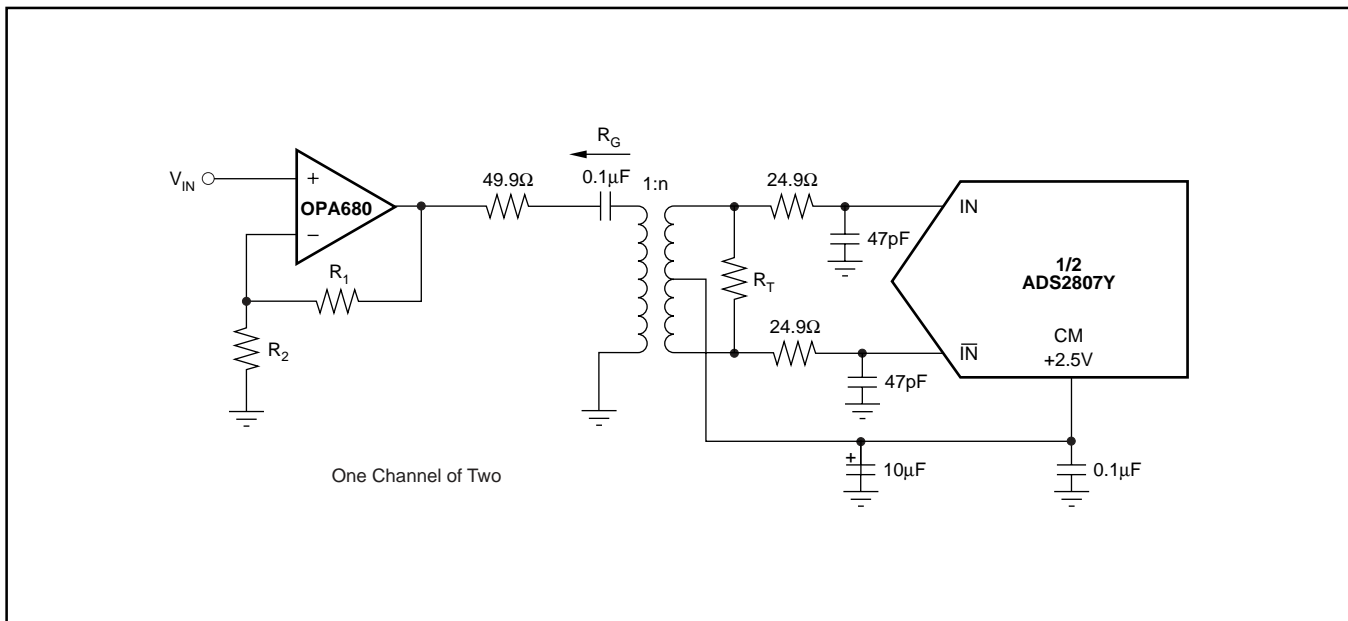 R_G
V_IN
+
OPA680
−
49.9Ω
0.1μF
1:n
24.9Ω
IN
47pF
1/2
ADS2807Y
R_1
R_T
R_2
24.9Ω
CM
+2.5V
I̅N̅
47pF
+
10μF
0.1μF
One Channel of Two